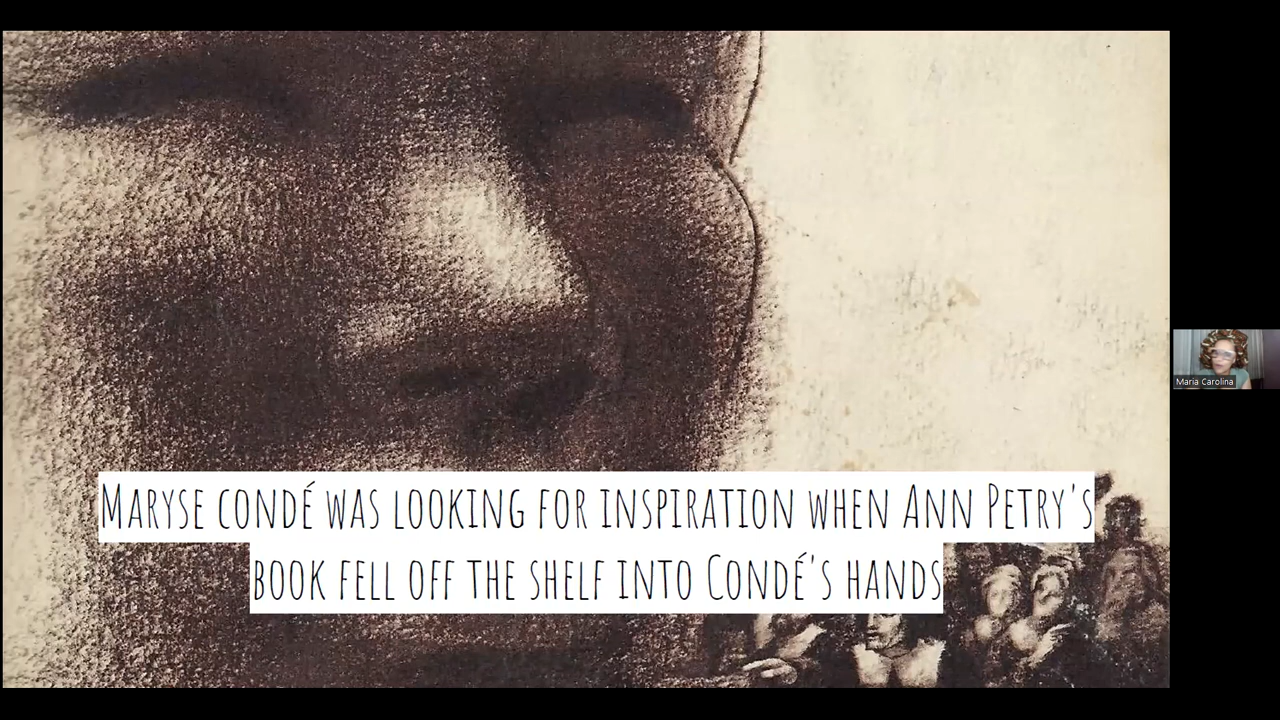 Maryse Condé was looking for inspiration when Ann Petry's
book fell off the shelf into Condé's hands
Maria Carolina